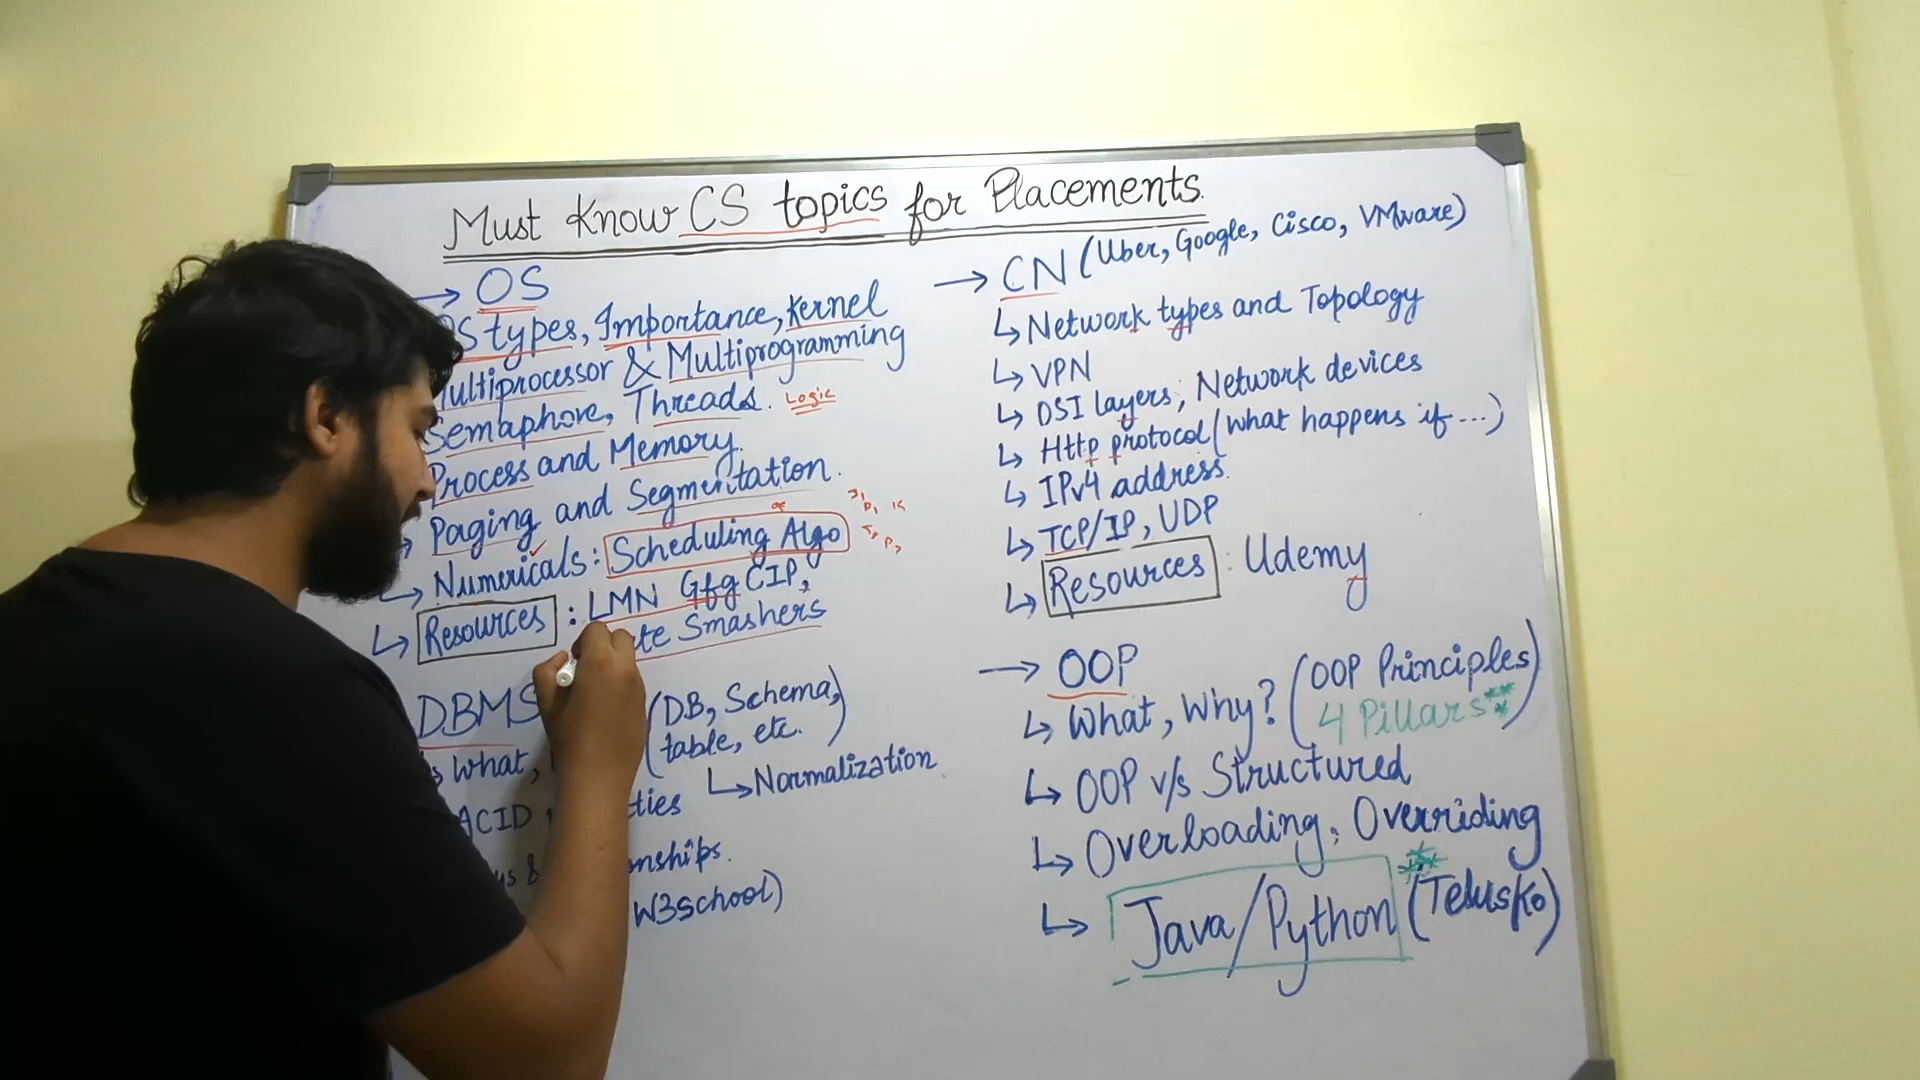 Must Know CS topics for Placements.
→ OS
OS types, Importance, Kernel
Multiprocessor & Multiprogramming
Semaphore, Threads. Logic
Process and Memory.
Paging and Segmentation.
↳ Numericals: Scheduling Algo
↳ Resources : LMN Gfg CIP,
Smashers
DBMS (DB, Schema,
table, etc.)
What,
↳ Normalization
ACID
&
W3school)
→ CN (Uber, Google, Cisco, VMware)
↳ Network types and Topology
↳ VPN
↳ OSI layers, Network devices
↳ Http protocol (what happens if ...)
↳ IPv4 address.
↳ TCP/IP, UDP
↳ Resources : Udemy
→ OOP
↳ What, Why? (OOP Principles)
4 Pillars**
↳ OOP v/s Structured
↳ Overloading, Overriding
↳ Java/Python (Telusko)